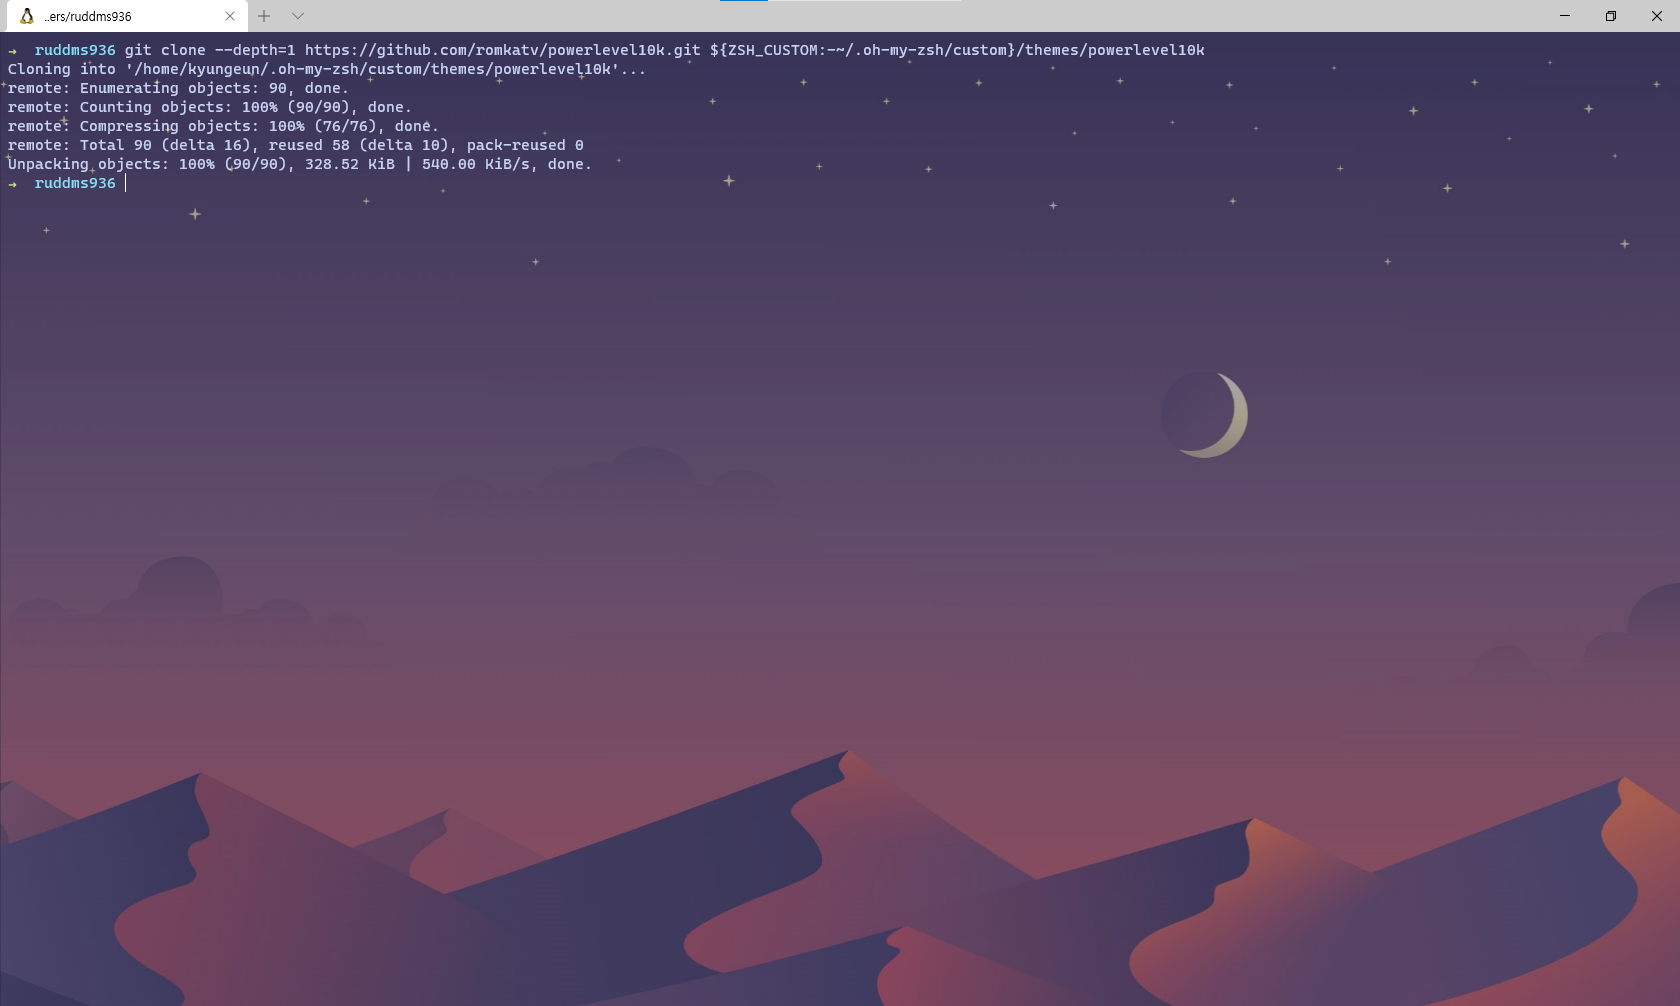 ..ers/ruddms936
→ ruddms936 git clone --depth=1 https://github.com/romkatv/powerlevel10k.git ${ZSH_CUSTOM:-~/.oh-my-zsh/custom}/themes/powerlevel10k
Cloning into '/home/kyungeun/.oh-my-zsh/custom/themes/powerlevel10k'...
remote: Enumerating objects: 90, done.
remote: Counting objects: 100% (90/90), done.
remote: Compressing objects: 100% (76/76), done.
remote: Total 90 (delta 16), reused 58 (delta 10), pack-reused 0
Unpacking objects: 100% (90/90), 328.52 KiB | 540.00 KiB/s, done.
→ ruddms936